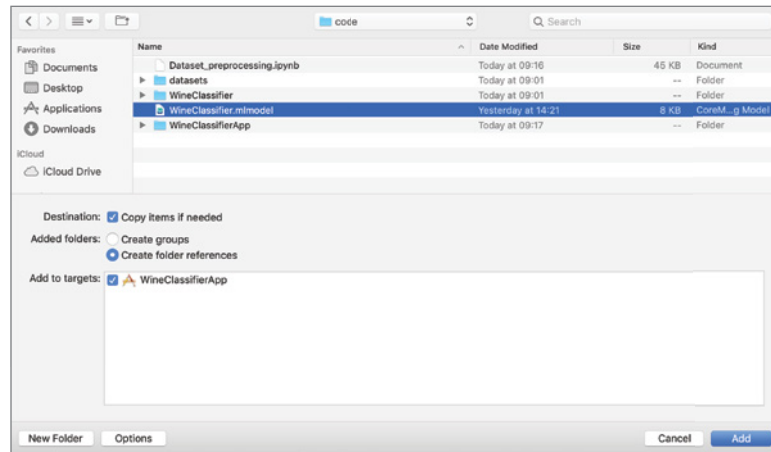 code
Search
Favorites
Documents
Desktop
Applications
Downloads
iCloud
iCloud Drive
Name Date Modified Size Kind
Dataset_preprocessing.ipynb Today at 09:16 45 KB Document
datasets Today at 09:01 -- Folder
WineClassifier Today at 09:01 -- Folder
WineClassifier.mlmodel Yesterday at 14:21 8 KB CoreM...g Model
WineClassifierApp Today at 09:17 -- Folder
Destination: Copy items if needed
Added folders: Create groups
Create folder references
Add to targets: WineClassifierApp
New Folder Options Cancel Add